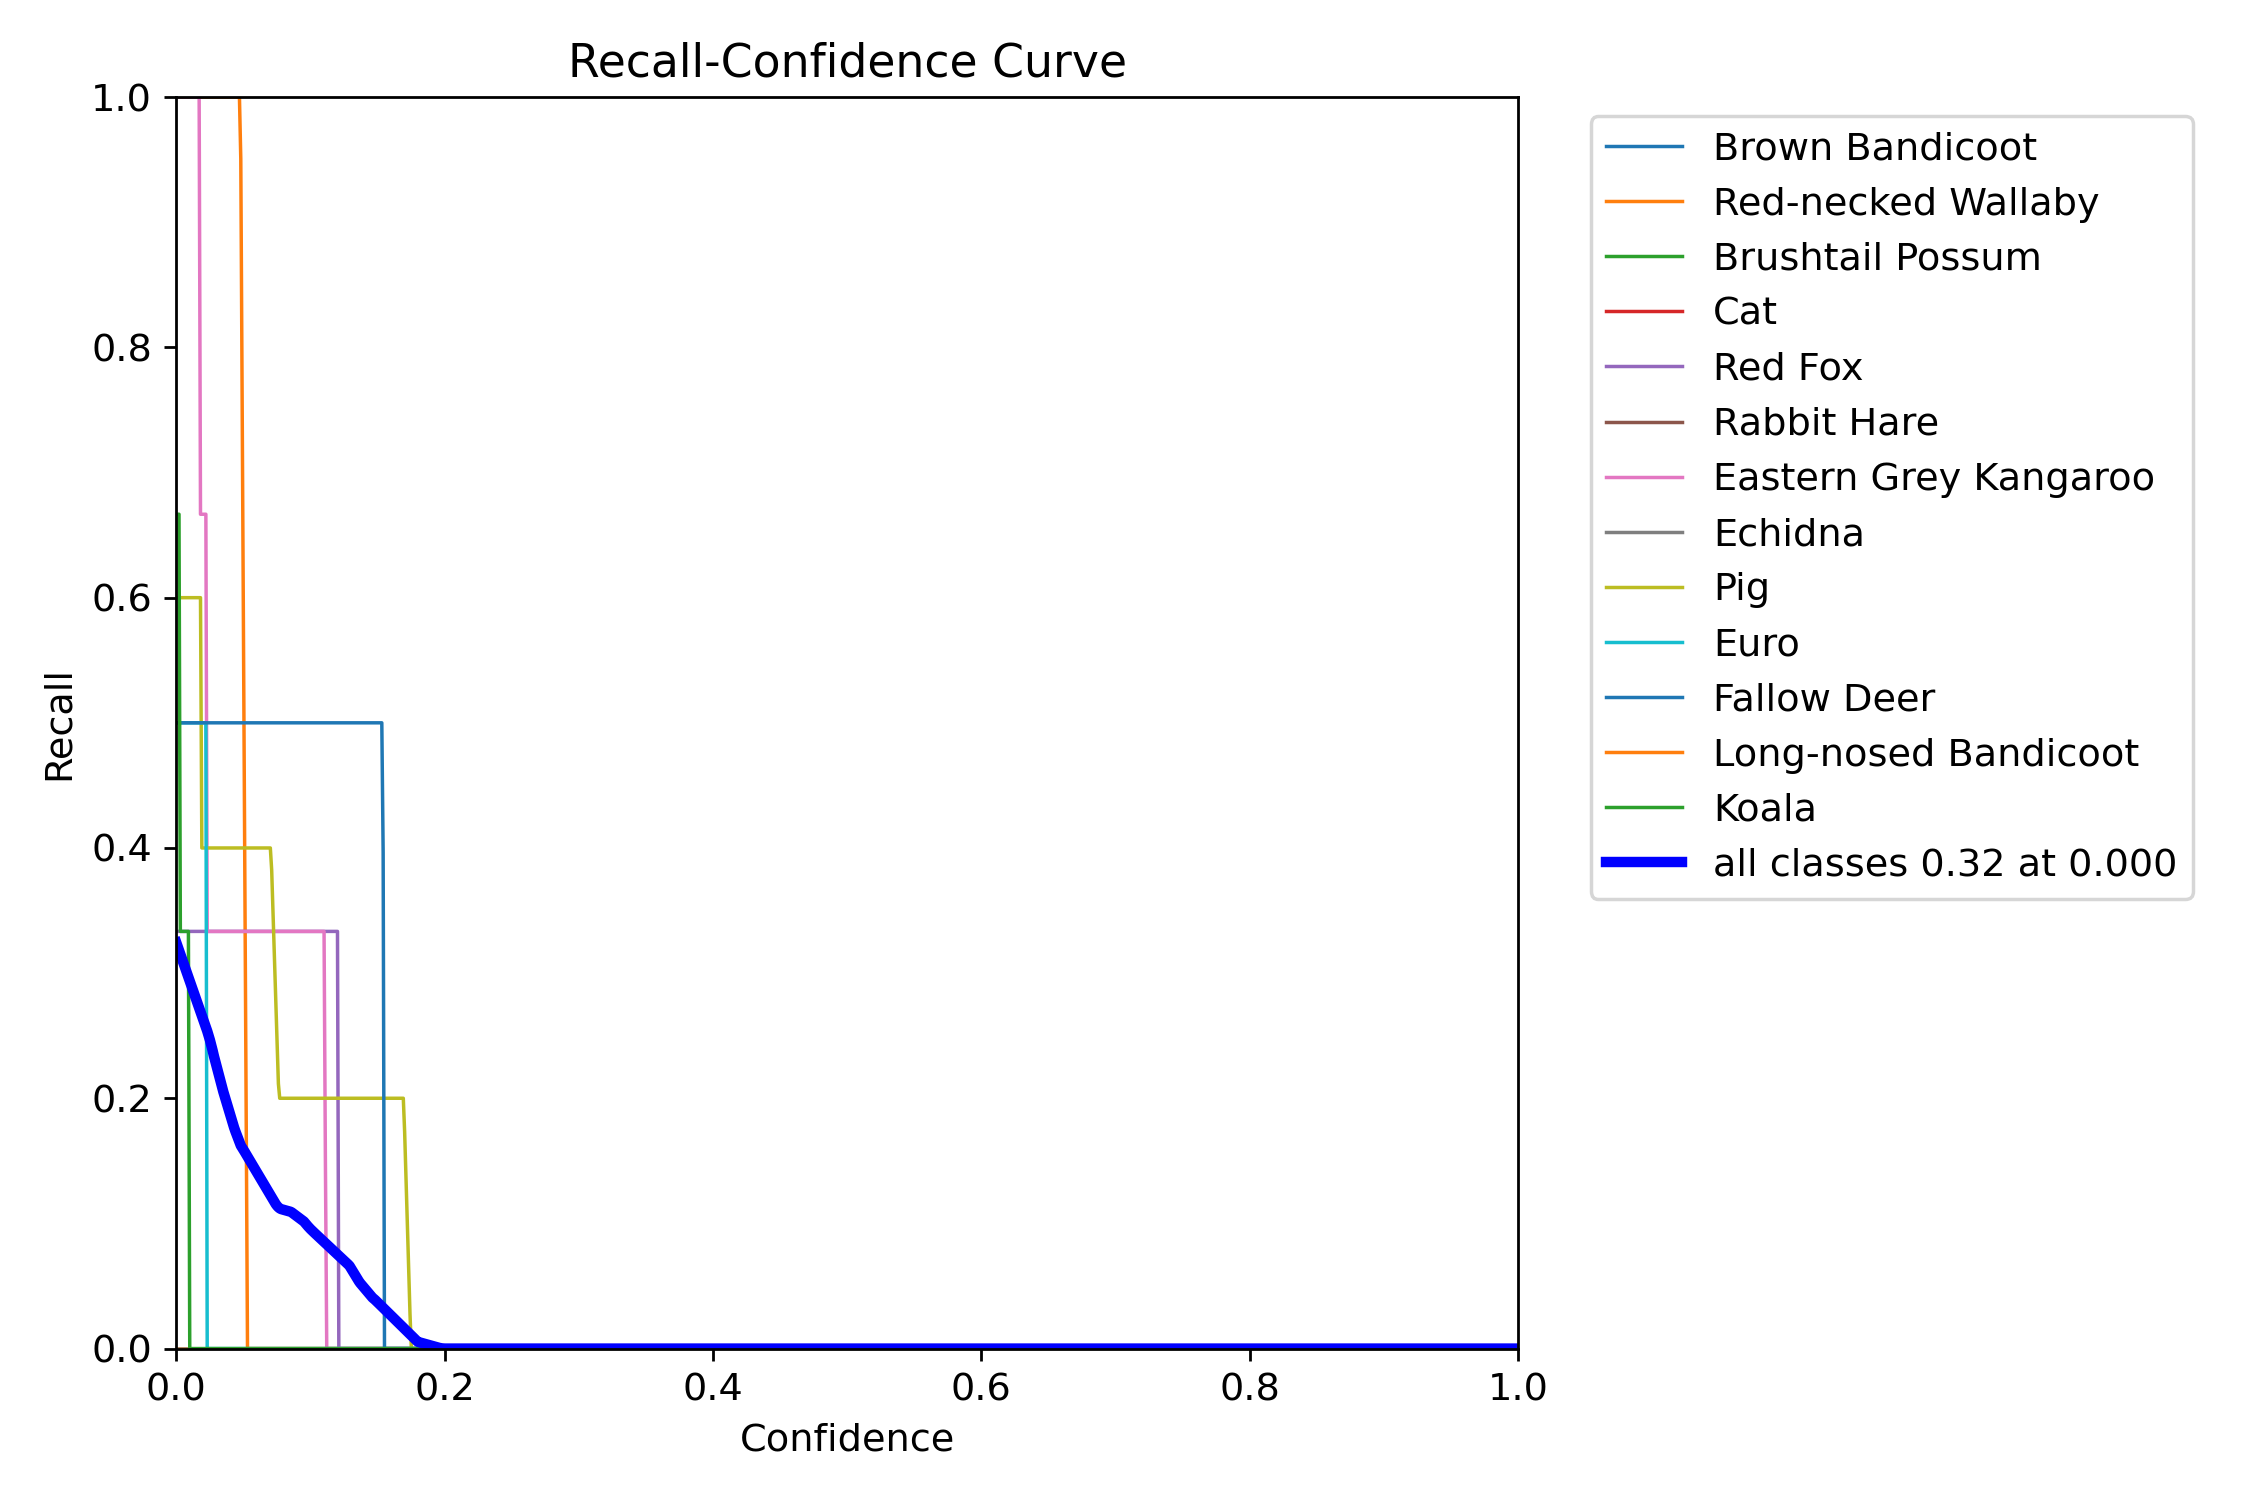 Recall-Confidence Curve
1.0
0.8
0.6
0.4
0.2
0.0
Recall
0.0 0.2 0.4 0.6 0.8 1.0
Confidence
Brown Bandicoot
Red-necked Wallaby
Brushtail Possum
Cat
Red Fox
Rabbit Hare
Eastern Grey Kangaroo
Echidna
Pig
Euro
Fallow Deer
Long-nosed Bandicoot
Koala
all classes 0.32 at 0.000